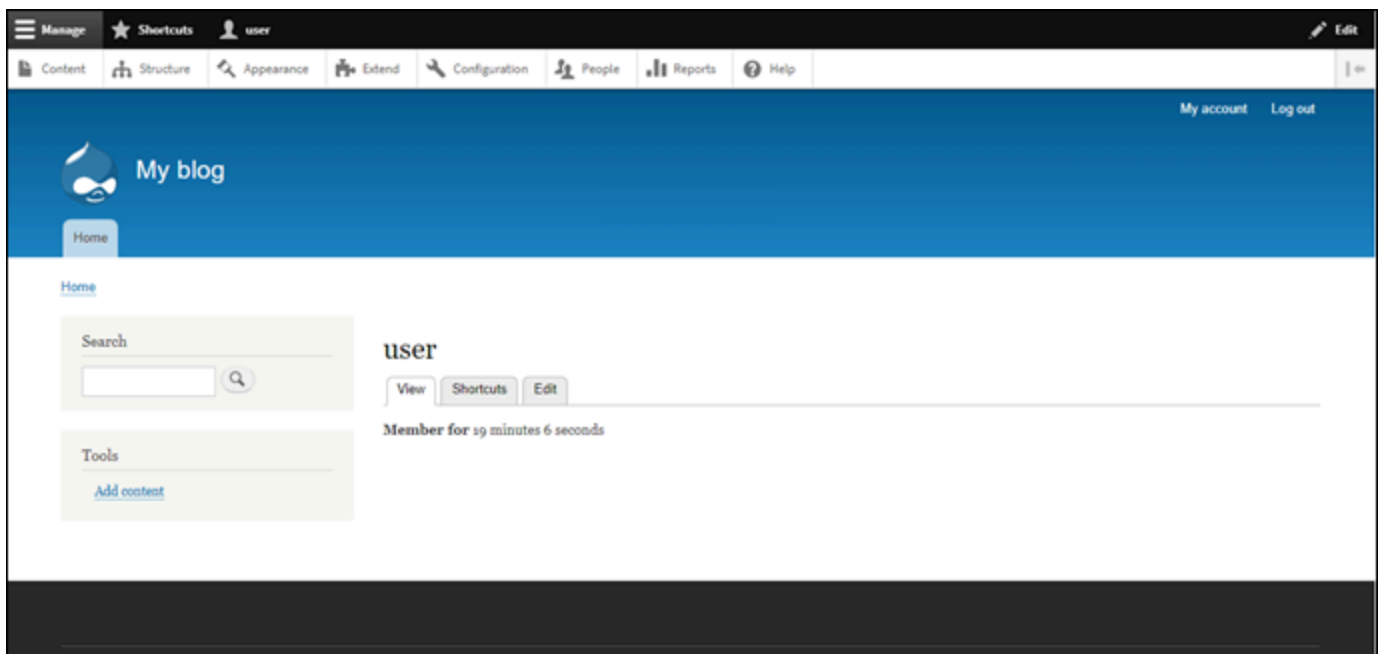 Manage Shortcuts user Edit
Content Structure Appearance Extend Configuration People Reports Help
My account Log out
My blog
Home
Home
Search
user
View Shortcuts Edit
Member for 19 minutes 6 seconds
Tools
Add content